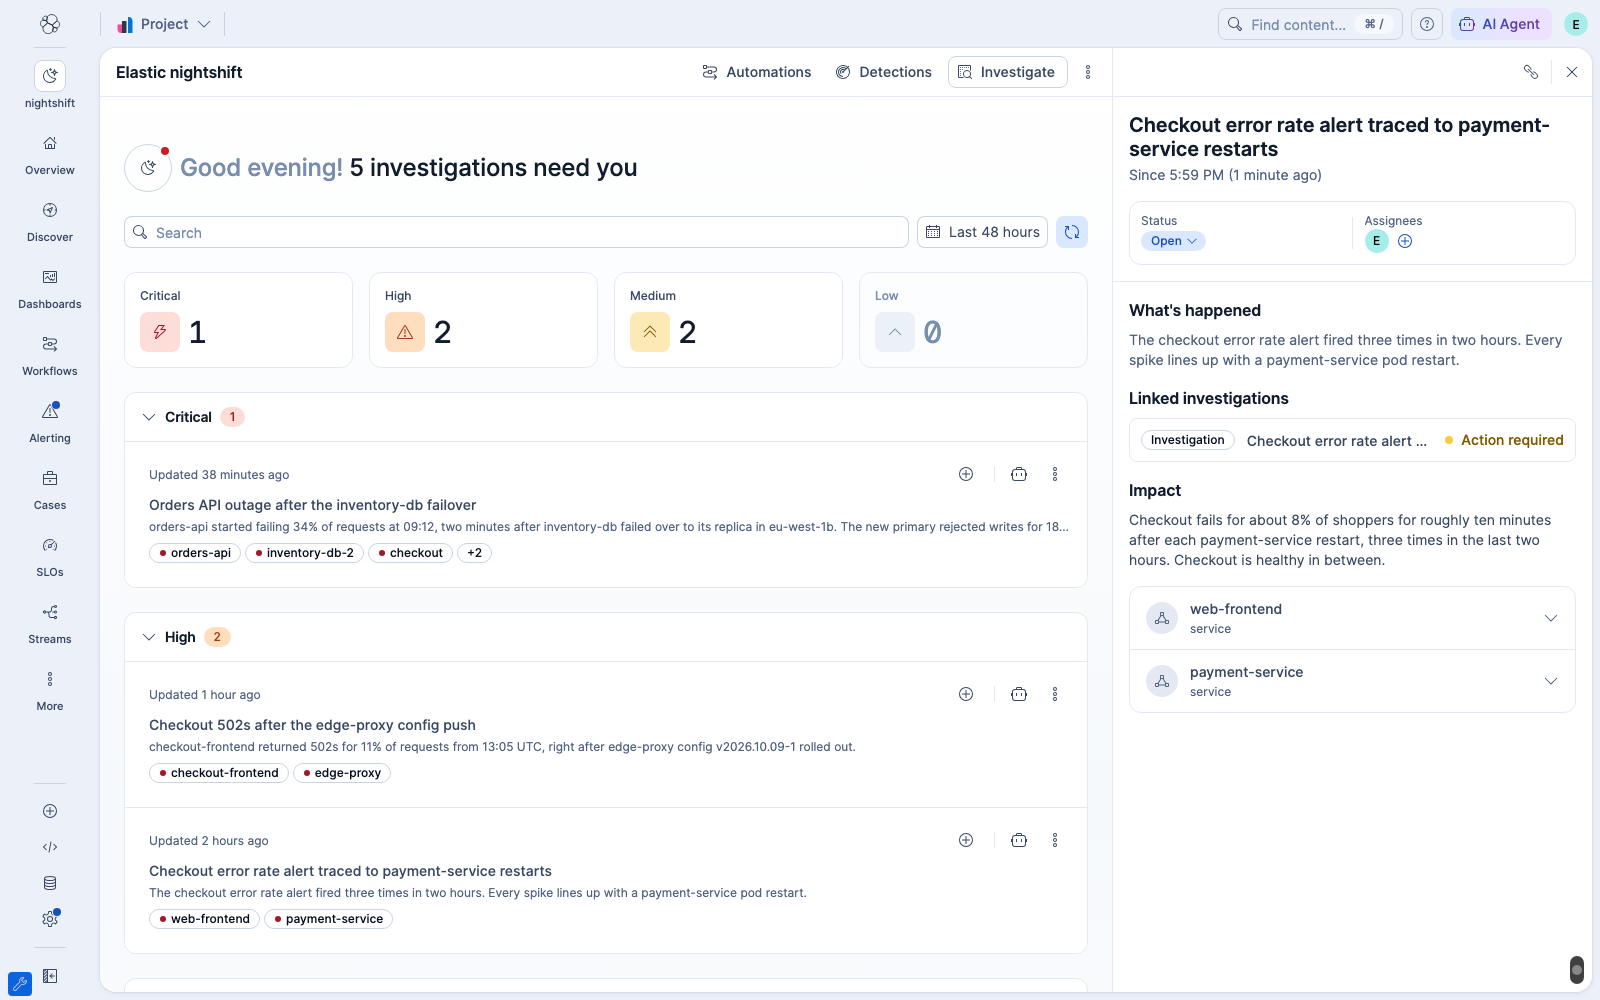 Project
Find content...
⌘ /
AI Agent
E
nightshift
Overview
Discover
Dashboards
Workflows
Alerting
Cases
SLOs
Streams
More
Elastic nightshift
Automations
Detections
Investigate
Good evening! 5 investigations need you
Search
Last 48 hours
Critical
1
High
2
Medium
2
Low
0
Critical 1
Updated 38 minutes ago
Orders API outage after the inventory-db failover
orders-api started failing 34% of requests at 09:12, two minutes after inventory-db failed over to its replica in eu-west-1b. The new primary rejected writes for 18...
orders-api
inventory-db-2
checkout
+2
High 2
Updated 1 hour ago
Checkout 502s after the edge-proxy config push
checkout-frontend returned 502s for 11% of requests from 13:05 UTC, right after edge-proxy config v2026.10.09-1 rolled out.
checkout-frontend
edge-proxy
Updated 2 hours ago
Checkout error rate alert traced to payment-service restarts
The checkout error rate alert fired three times in two hours. Every spike lines up with a payment-service pod restart.
web-frontend
payment-service
Checkout error rate alert traced to payment-
service restarts
Since 5:59 PM (1 minute ago)
Status
Open
Assignees
E
What's happened
The checkout error rate alert fired three times in two hours. Every
spike lines up with a payment-service pod restart.
Linked investigations
Investigation
Checkout error rate alert ...
Action required
Impact
Checkout fails for about 8% of shoppers for roughly ten minutes
after each payment-service restart, three times in the last two
hours. Checkout is healthy in between.
web-frontend
service
payment-service
service